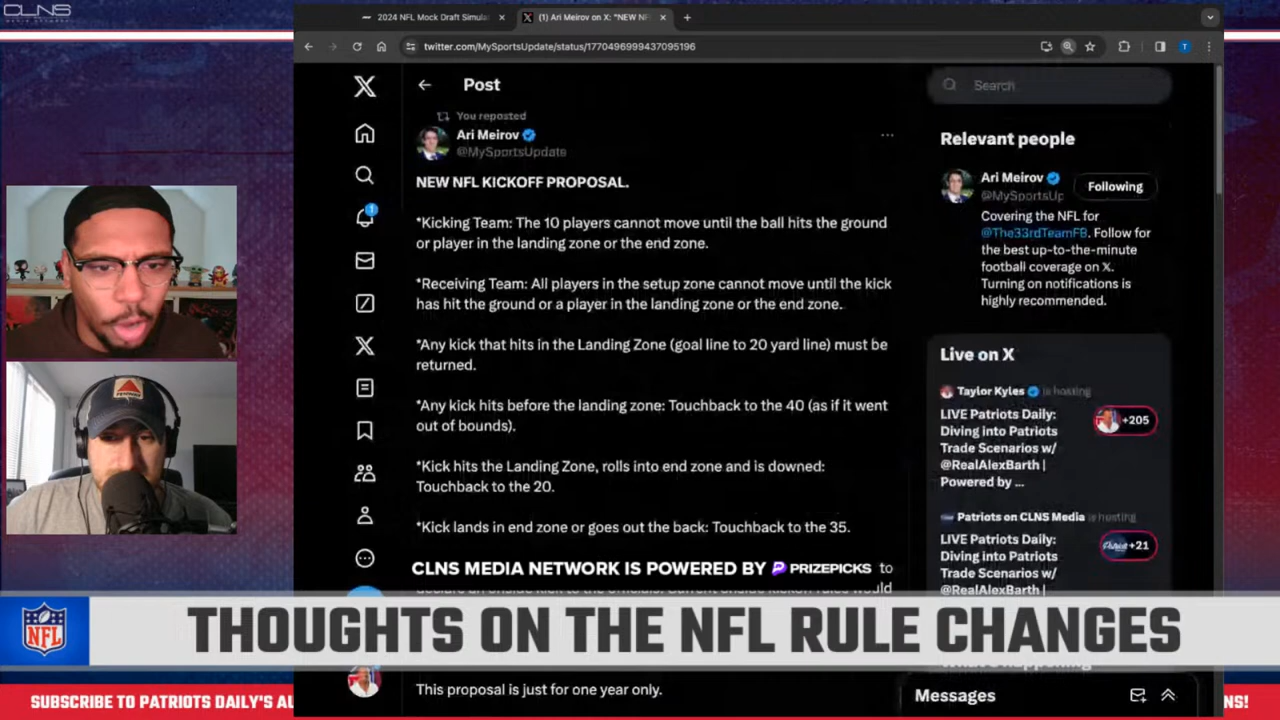 CLNS
MEDIA NETWORK
2024 NFL Mock Draft Simula
(1) Ari Meirov on X: "NEW NF
twitter.com/MySportsUpdate/status/1770496999437095196
T
Post
Search
You reposted
Ari Meirov
@MySportsUpdate
NEW NFL KICKOFF PROPOSAL.
*Kicking Team: The 10 players cannot move until the ball hits the ground
or player in the landing zone or the end zone.
*Receiving Team: All players in the setup zone cannot move until the kick
has hit the ground or a player in the landing zone or the end zone.
*Any kick that hits in the Landing Zone (goal line to 20 yard line) must be
returned.
*Any kick hits before the landing zone: Touchback to the 40 (as if it went
out of bounds).
*Kick hits the Landing Zone, rolls into end zone and is downed:
Touchback to the 20.
*Kick lands in end zone or goes out the back: Touchback to the 35.
to
This proposal is just for one year only.
1
Relevant people
Ari Meirov
@MySportsUp
Following
Covering the NFL for
@The33rdTeamFB. Follow for
the best up-to-the-minute
football coverage on X.
Turning on notifications is
highly recommended.
Live on X
Taylor Kyles is hosting
LIVE Patriots Daily:
Diving into Patriots
Trade Scenarios w/
@RealAlexBarth |
Powered by ...
+205
Patriots on CLNS Media is hosting
LIVE Patriots Daily:
Diving into Patriots
Trade Scenarios w/
@RealAlexBarth |
+21
Messages
CLNS MEDIA NETWORK IS POWERED BY PRIZEPICKS
NFL
THOUGHTS ON THE NFL RULE CHANGES
SUBSCRIBE TO PATRIOTS DAILY'S AU
NS!